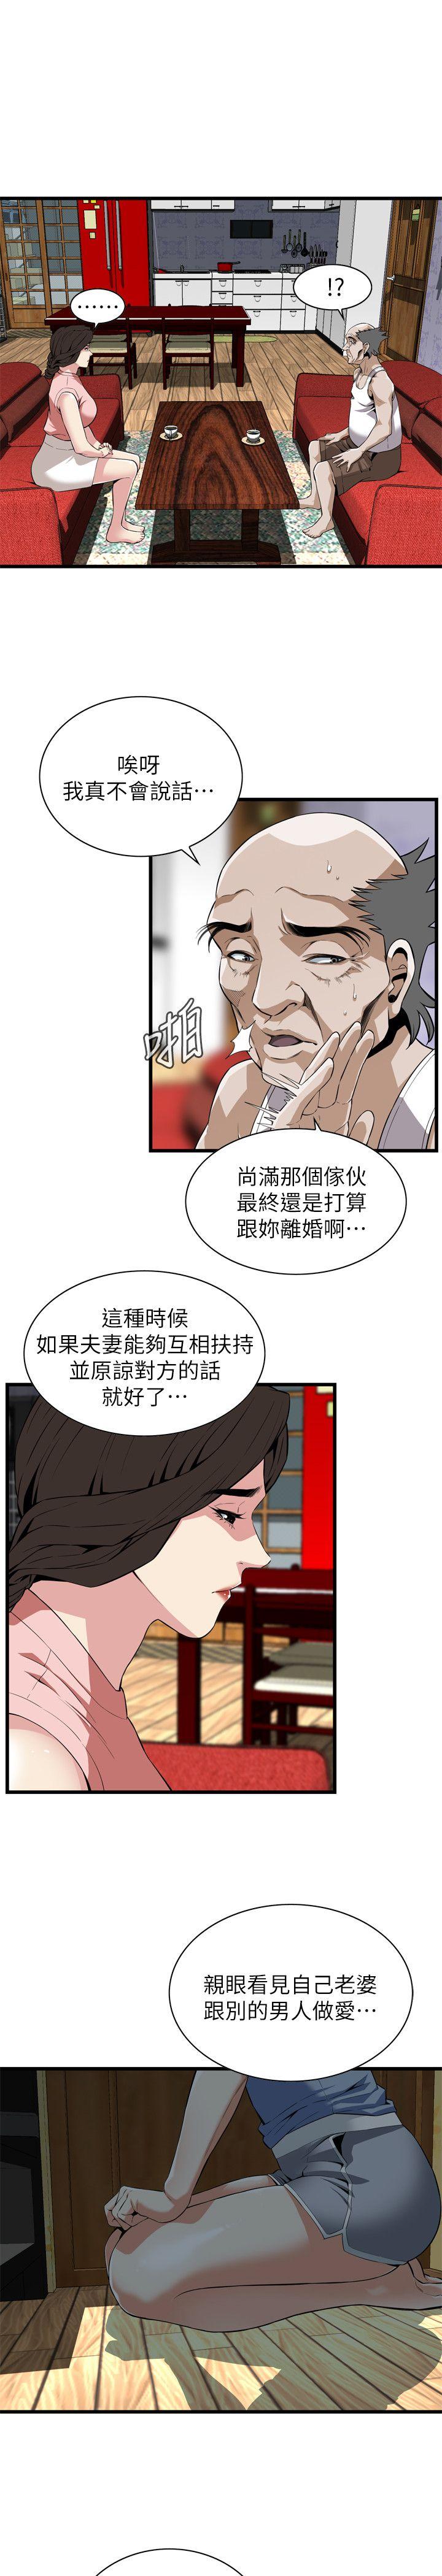 ……
!?
唉呀
我真不會說話…
啪
尚滿那個傢伙
最終還是打算
跟妳離婚啊…
這種時候
如果夫妻能夠互相扶持
並原諒對方的話
就好了…
親眼看見自己老婆
跟別的男人做愛…